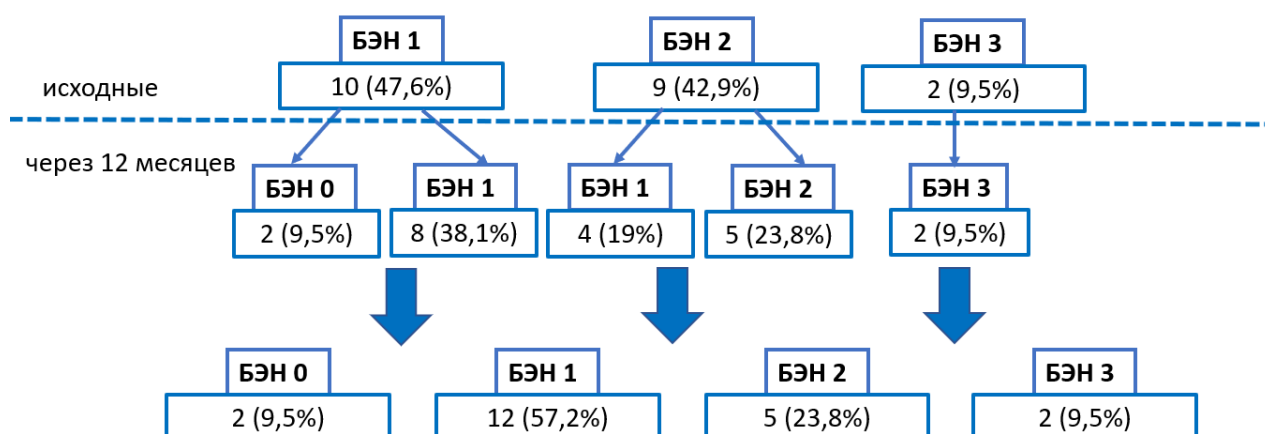 БЭН 1 БЭН 2 БЭН 3
исходные 10 (47,6%) 9 (42,9%) 2 (9,5%)
через 12 месяцев
БЭН 0 БЭН 1 БЭН 1 БЭН 2 БЭН 3
2 (9,5%) 8 (38,1%) 4 (19%) 5 (23,8%) 2 (9,5%)
БЭН 0 БЭН 1 БЭН 2 БЭН 3
2 (9,5%) 12 (57,2%) 5 (23,8%) 2 (9,5%)